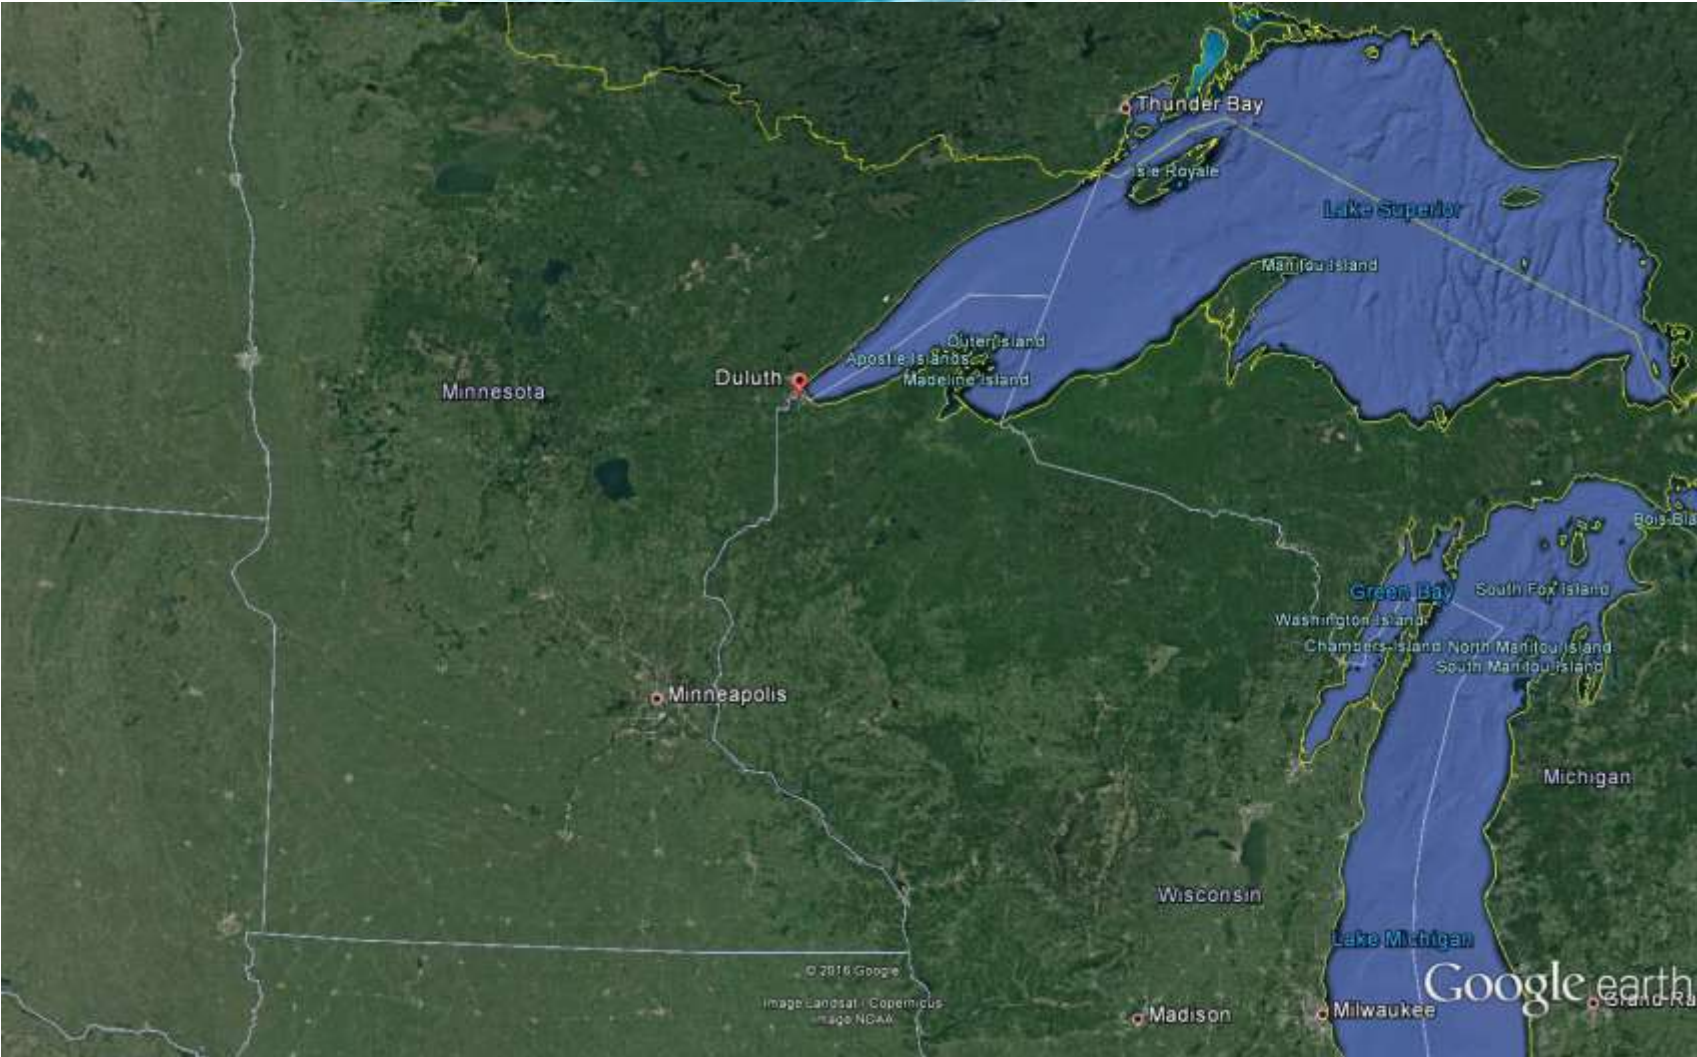 Thunder Bay
Isle Royale
Lake Superior
Manitou Island
Outer Island
Apostle Islands
Duluth
Madeline Island
Minnesota
Green Bay
South Fox Island
Washington Island
Chambers Island
North Manitou Island
South Manitou Island
Minneapolis
Michigan
Wisconsin
Lake Michigan
© 2016 Google
Image Landsat / Copernicus
Image NOAA
Google earth
Madison
Milwaukee